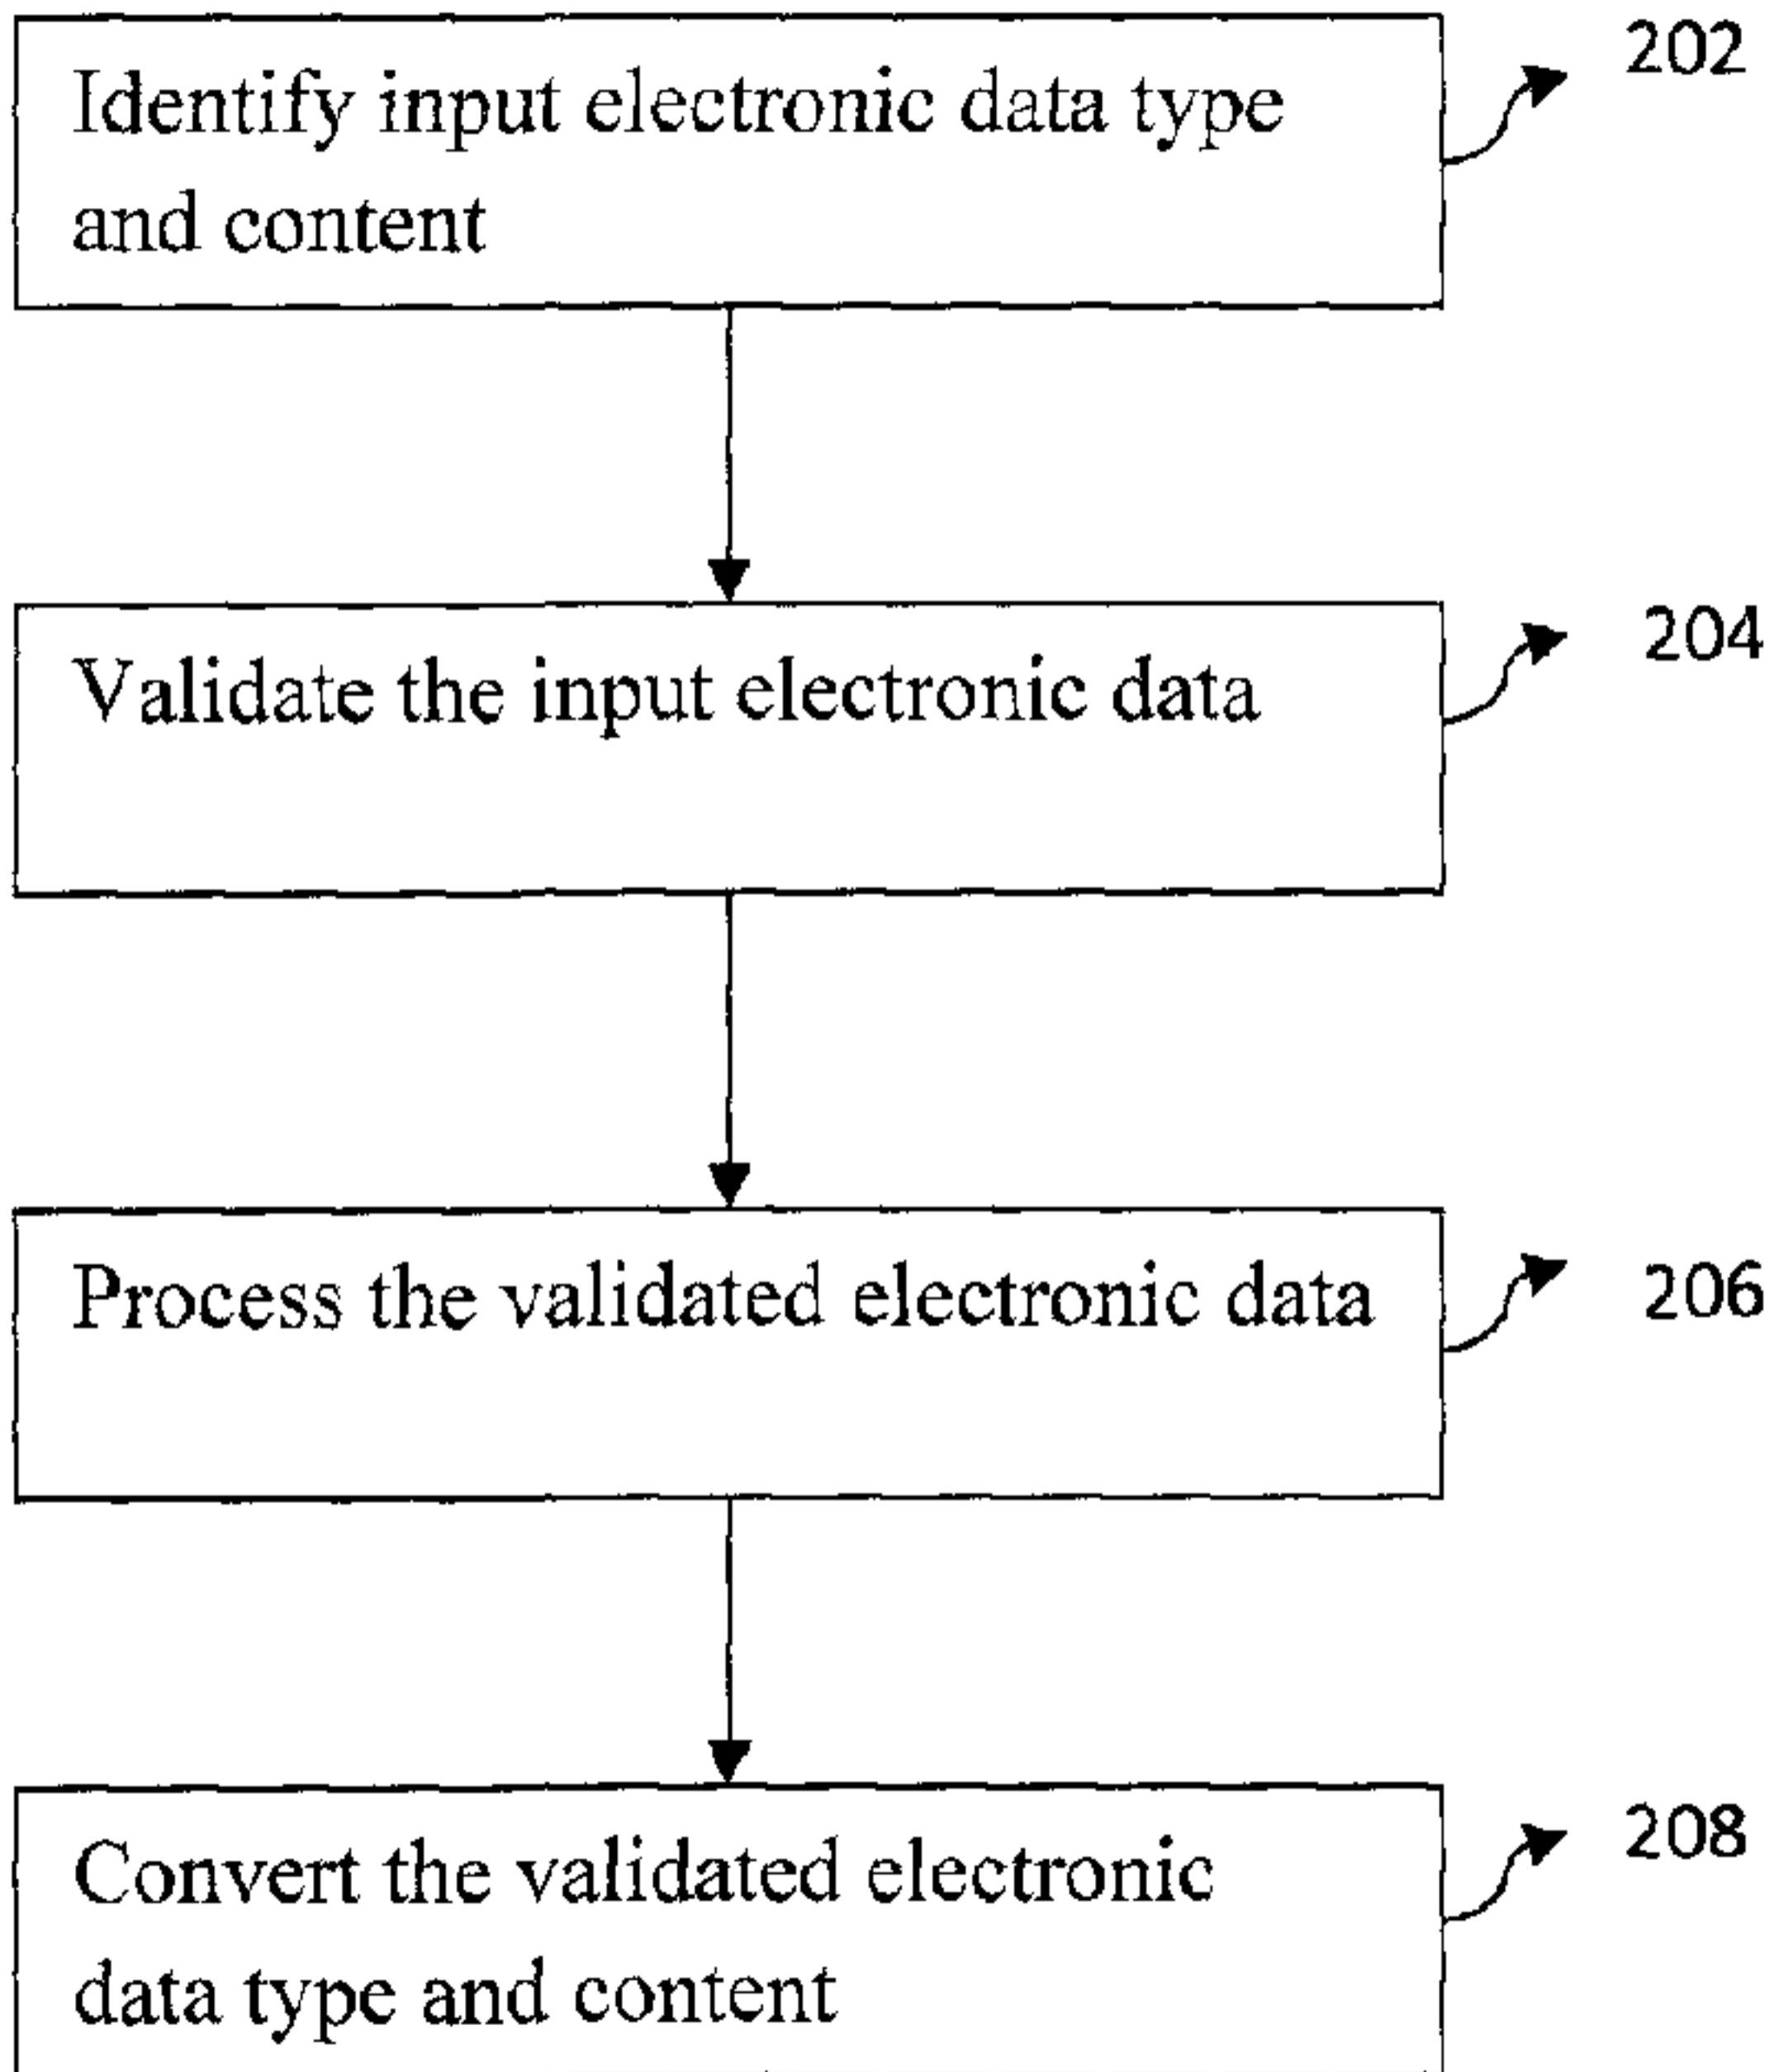 202
Identify input electronic data type
and content
204
Validate the input electronic data
206
Process the validated electronic data
208
Convert the validated electronic
data type and content